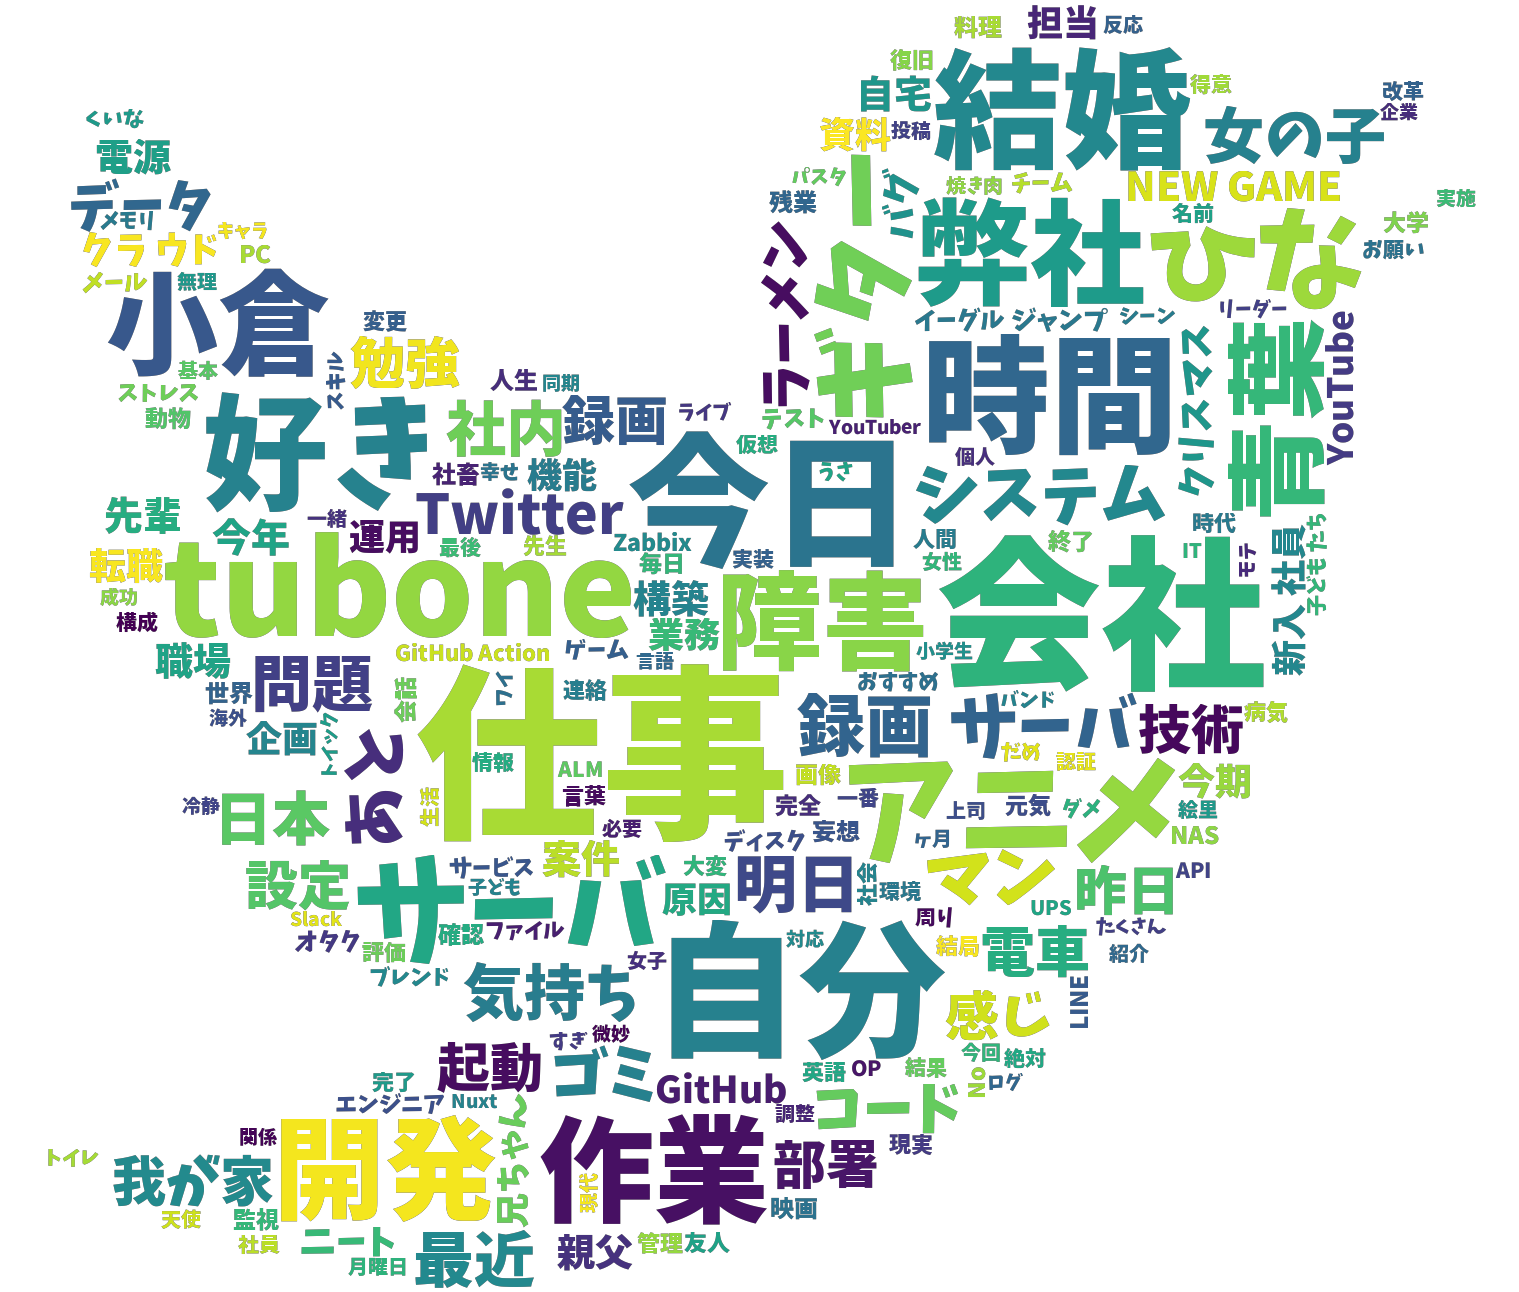 料理
担当
反応
復旧
自宅
結婚
得意
改革
企業
資料
投稿
女の子
くいな
電源
データ
メモリ
クラウド
キャラ
PC
メール
無理
小倉
パスタ
残業
バグ
焼き肉
チーム
NEW GAME
名前
実施
大学
お願い
弊社
ひな
ギター
ラーメン
イーグル
ジャンプ
シーン
リーダー
変更
勉強
基本
ストレス
スキル
動物
人生
同期
好き
社内
録画
ライブ
テスト
YouTuber
時間
クリスマス
青葉
YouTube
社畜
幸せ
機能
仮想
個人
うさ
今日
システム
先輩
今年
一緒
運用
Twitter
最後
先生
Zabbix
毎日
実装
人間
女性
終了
時代
IT
モテ
新入社員
子どもたち
転職
成功
構成
tubone
構築
業務
障害
会社
職場
GitHub Action
ゲーム
言語
小学生
世界
海外
問題
会話
ワイ
連絡
おすすめ
バンド
病気
企画
トイック
あと
仕事
録画
サーバ
技術
情報
ALM
画像
だめ
認証
今期
冷静
日本
生活
言葉
必要
完全
一番
アニメ
上司
元気
ダメ
絵里
NAS
ディスク
妄想
ヶ月
設定
サーバ
サービス
案件
子ども
大変
原因
明日
社会
環境
マン
昨日
API
UPS
Slack
オタク
評価
確認
ファイル
周り
たくさん
紹介
ブレンド
気持ち
女子
対応
自分
結局
電車
感じ
LINE
すぎ
微妙
起動
ゴミ
GitHub
英語
OP
結果
今回
絶対
No
ログ
完了
エンジニア
Nuxt
調整
コード
現実
関係
トイレ
我が家
開発
兄ちゃん
作業
現代
部署
天使
監視
社員
ニート
月曜日
最近
親父
管理
友人
映画